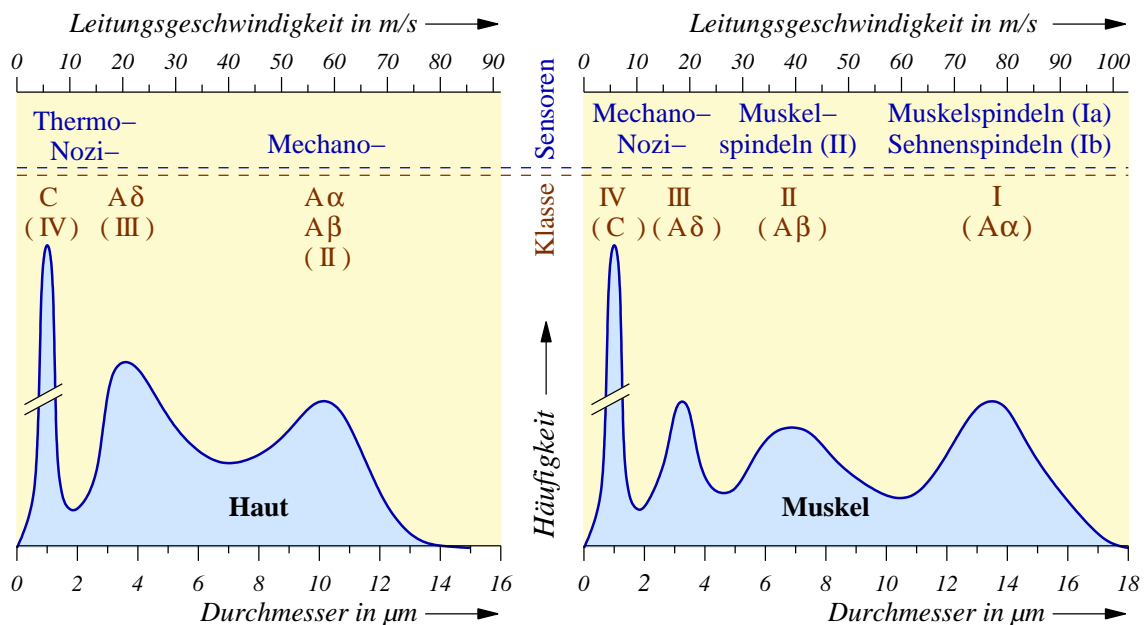 Leitungsgeschwindigkeit in m/s
0 10 20 30 40 50 60 70 80 90
Thermo–
Nozi–
Mechano–
C
( IV )
Aδ
( III )
Aα
Aβ
( II )
Haut
0 2 4 6 8 10 12 14 16
Durchmesser in µm
Sensoren
Klasse
Häufigkeit
Leitungsgeschwindigkeit in m/s
0 10 20 30 40 50 60 70 80 90 100
Mechano–
Nozi–
Muskel–
spindeln (II)
Muskelspindeln (Ia)
Sehnenspindeln (Ib)
IV
( C )
III
( Aδ )
II
( Aβ )
I
( Aα )
Muskel
0 2 4 6 8 10 12 14 16 18
Durchmesser in µm